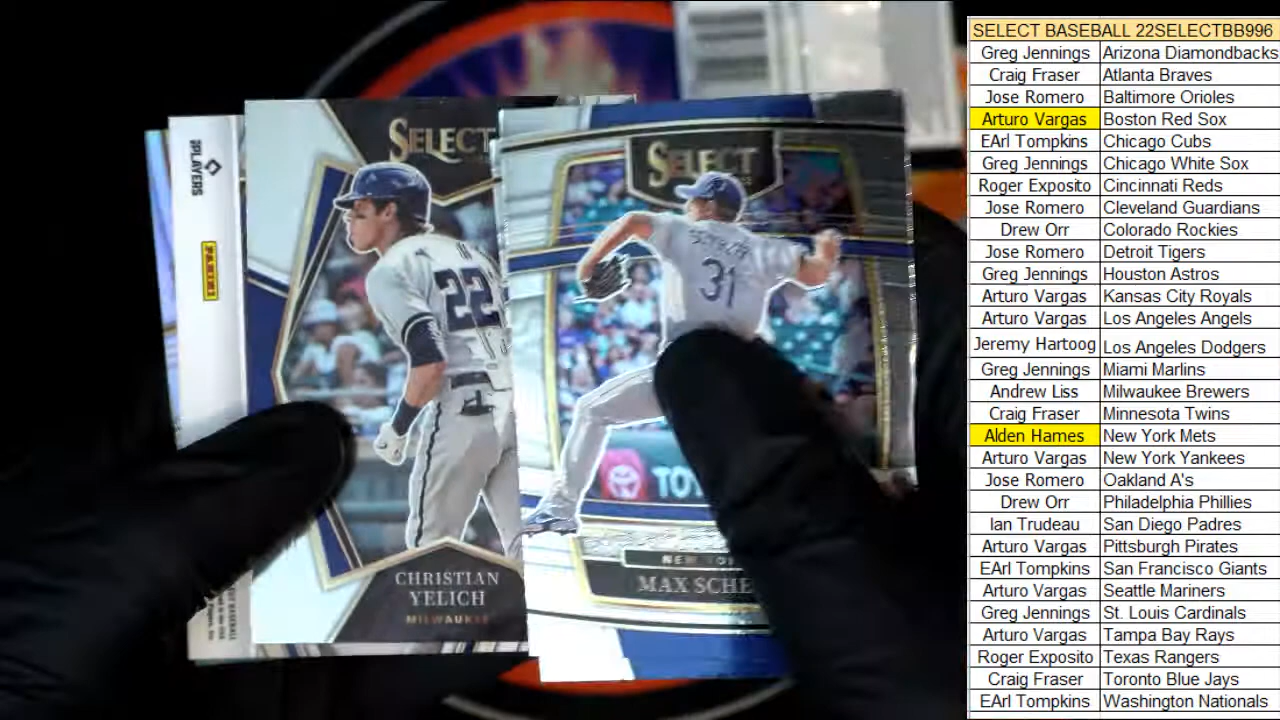 SELECT
SELECT
PLAYERS
PANINI
22
31
TOYO
CHRISTIAN
YELICH
MILWAUKEE
NEW YO
MAX SCHE
SELECT BASEBALL 22SELECTBB996
Greg Jennings Arizona Diamondbacks
Craig Fraser Atlanta Braves
Jose Romero Baltimore Orioles
Arturo Vargas Boston Red Sox
EArl Tompkins Chicago Cubs
Greg Jennings Chicago White Sox
Roger Exposito Cincinnati Reds
Jose Romero Cleveland Guardians
Drew Orr Colorado Rockies
Jose Romero Detroit Tigers
Greg Jennings Houston Astros
Arturo Vargas Kansas City Royals
Arturo Vargas Los Angeles Angels
Jeremy Hartoog Los Angeles Dodgers
Greg Jennings Miami Marlins
Andrew Liss Milwaukee Brewers
Craig Fraser Minnesota Twins
Alden Hames New York Mets
Arturo Vargas New York Yankees
Jose Romero Oakland A's
Drew Orr Philadelphia Phillies
Ian Trudeau San Diego Padres
Arturo Vargas Pittsburgh Pirates
EArl Tompkins San Francisco Giants
Arturo Vargas Seattle Mariners
Greg Jennings St. Louis Cardinals
Arturo Vargas Tampa Bay Rays
Roger Exposito Texas Rangers
Craig Fraser Toronto Blue Jays
EArl Tompkins Washington Nationals